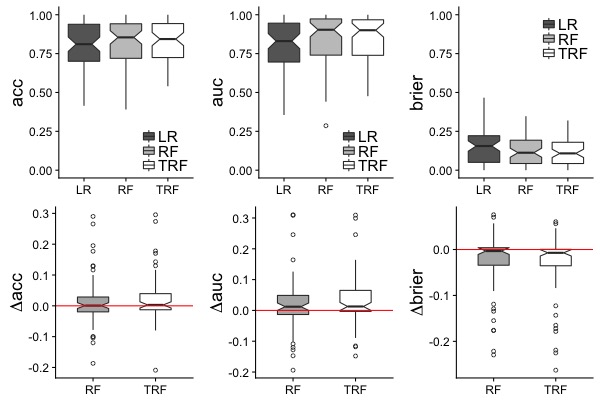 acc
1.00
0.75
0.50
0.25
0.00
LR
RF
TRF
LR RF TRF
auc
1.00
0.75
0.50
0.25
0.00
LR
RF
TRF
LR RF TRF
brier
1.00
0.75
0.50
0.25
0.00
LR
RF
TRF
LR RF TRF
Δacc
0.3
0.2
0.1
0.0
-0.1
-0.2
RF TRF
Δauc
0.3
0.2
0.1
0.0
-0.1
-0.2
RF TRF
Δbrier
0.0
-0.1
-0.2
RF TRF